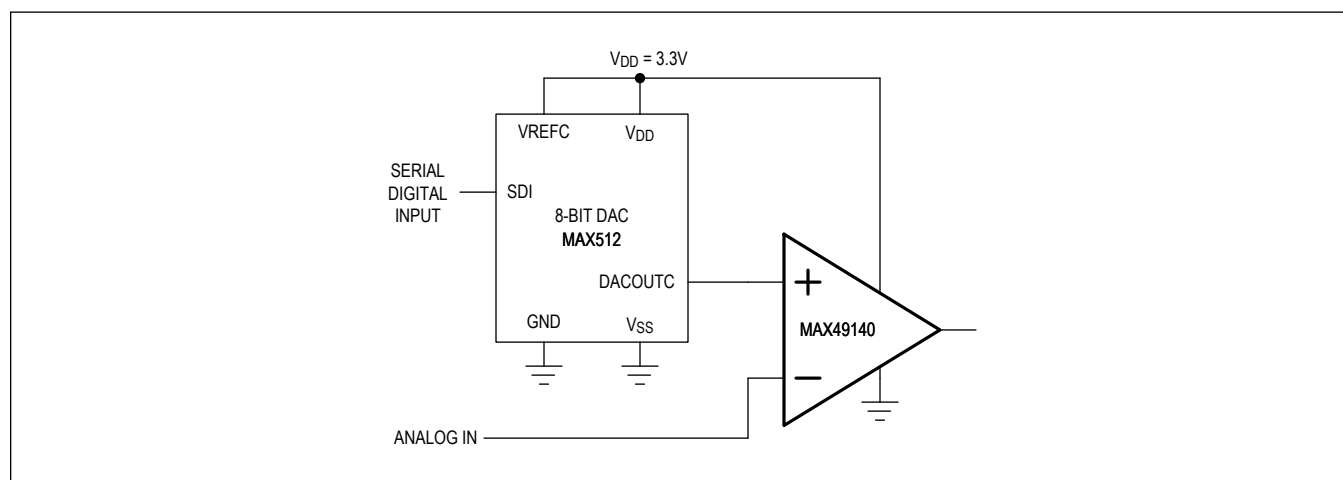 VDD = 3.3V
VREFC
VDD
SERIAL
DIGITAL
INPUT
SDI
8-BIT DAC
MAX512
DACOUTC
GND
VSS
+
MAX49140
−
ANALOG IN